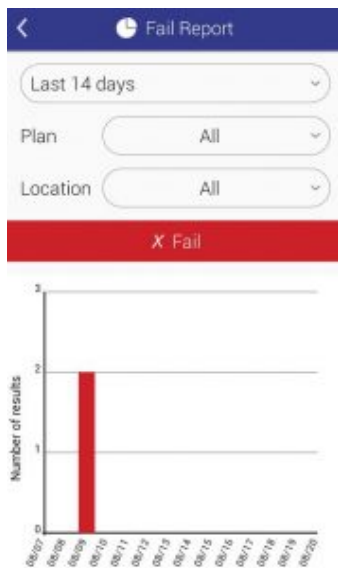 Fail Report
Last 14 days
Plan All
Location All
X Fail
3
2
1
0
Number of results
08/07 08/08 08/09 08/10 08/11 08/12 08/13 08/14 08/15 08/16 08/17 08/18 08/19 08/20